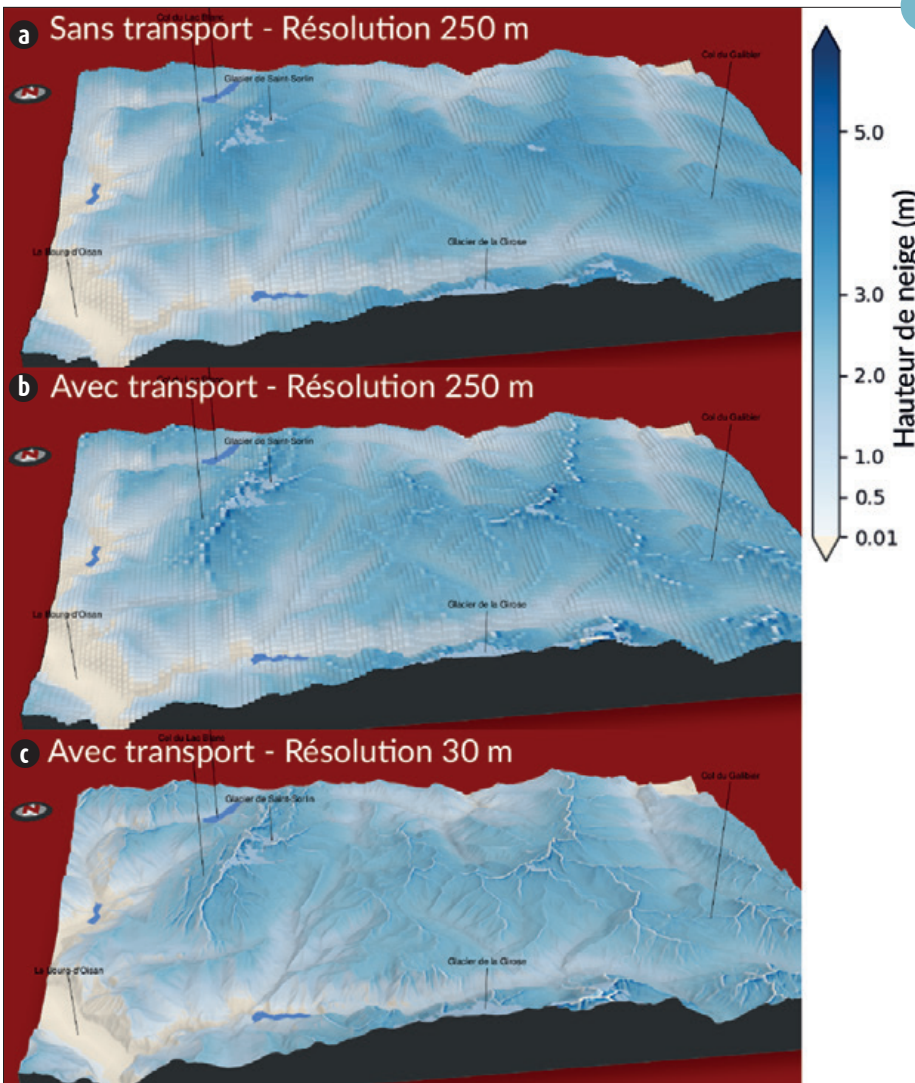 a Sans transport - Résolution 250 m
Col du Lac Blanc
Glacier de Saint-Sorlin
Col du Galibier
N
Le Bourg-d'Oisan
Glacier de la Girose
b Avec transport - Résolution 250 m
Glacier de Saint-Sorlin
Col du Galibier
N
Le Bourg-d'Oisan
Glacier de la Girose
c Avec transport - Résolution 30 m
Col du Lac Blanc
Glacier de Saint-Sorlin
Col du Galibier
N
Le Bourg-d'Oisan
Glacier de la Girose
5.0
3.0
2.0
1.0
0.5
0.01
Hauteur de neige (m)